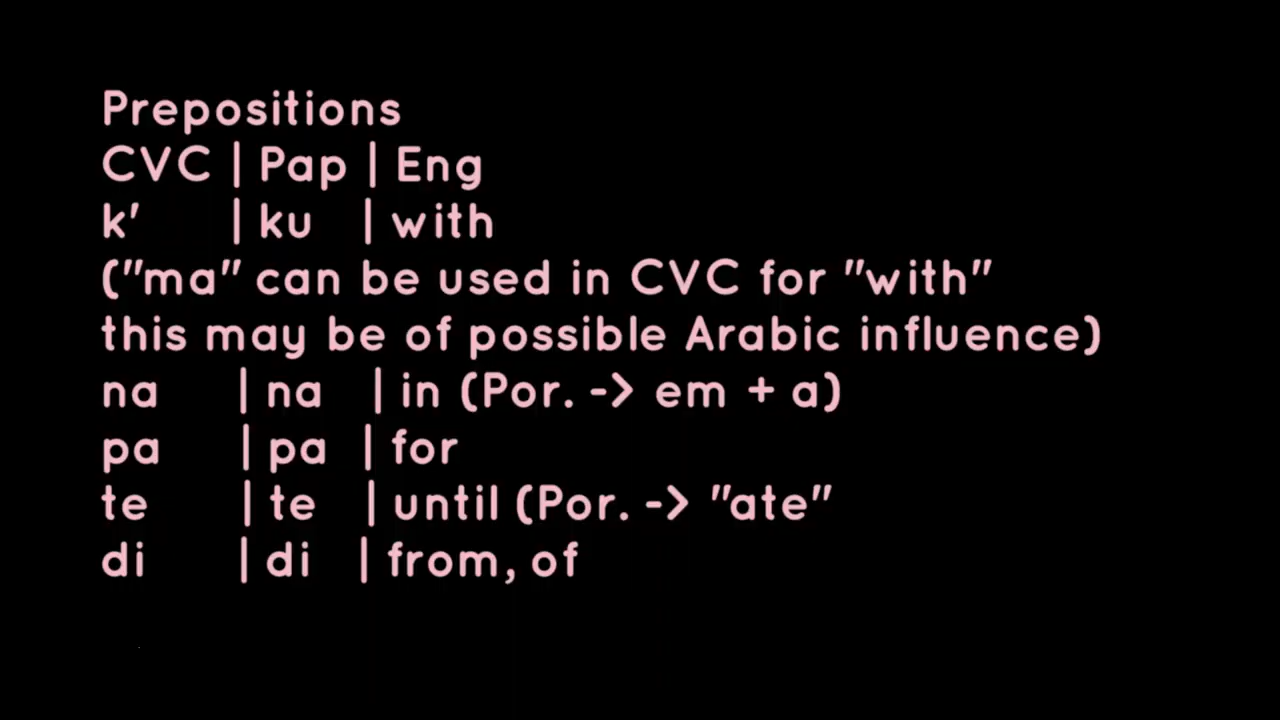 Prepositions
CVC | Pap | Eng
k' | ku | with
("ma" can be used in CVC for "with"
this may be of possible Arabic influence)
na | na | in (Por. -> em + a)
pa | pa | for
te | te | until (Por. -> "ate"
di | di | from, of